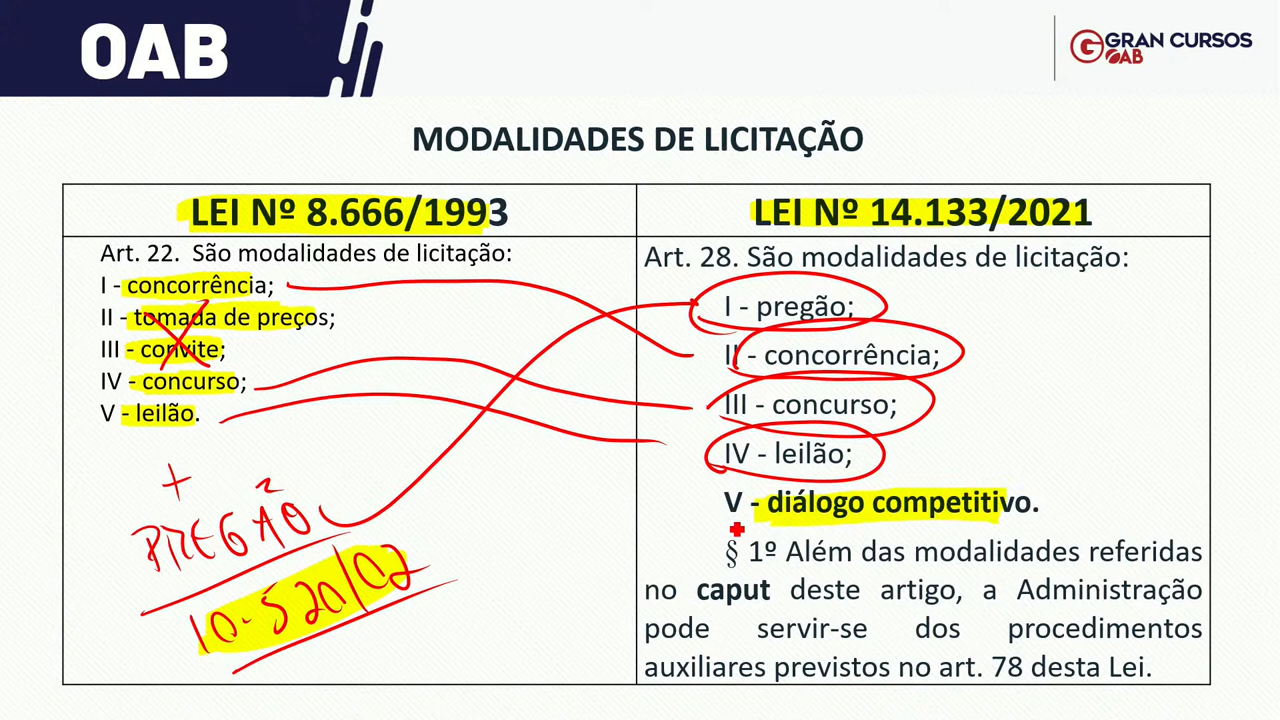 OAB
GRAN CURSOS
OAB
MODALIDADES DE LICITAÇÃO
LEI Nº 8.666/1993
Art. 22. São modalidades de licitação:
I - concorrência;
II - tomada de preços;
III - convite;
IV - concurso;
V - leilão.
+
PREGÃO
10.520/02
LEI Nº 14.133/2021
Art. 28. São modalidades de licitação:
I - pregão;
II - concorrência;
III - concurso;
IV - leilão;
V - diálogo competitivo.
§ 1º Além das modalidades referidas
no caput deste artigo, a Administração
pode servir-se dos procedimentos
auxiliares previstos no art. 78 desta Lei.